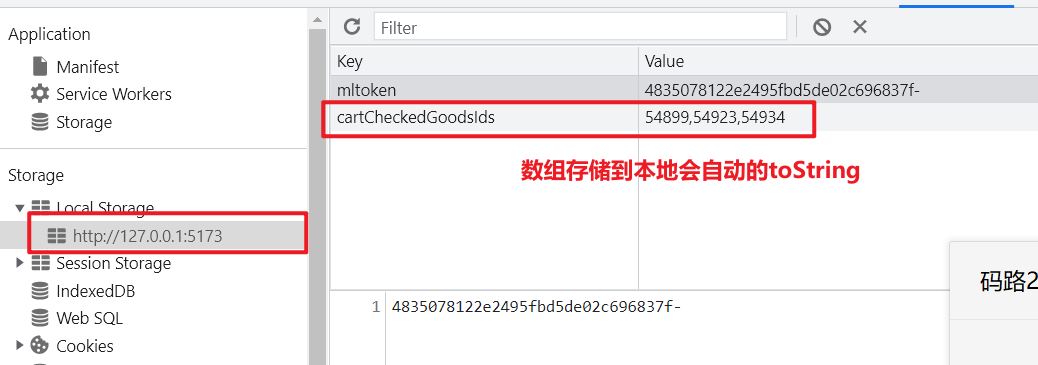 Application
Manifest
Service Workers
Storage
Storage
Local Storage
http://127.0.0.1:5173
Session Storage
IndexedDB
Web SQL
Cookies
Filter
Key Value
mltoken 4835078122e2495fbd5de02c696837f-
cartCheckedGoodsIds 54899,54923,54934
数组存储到本地会自动的toString
码路2
1 4835078122e2495fbd5de02c696837f-